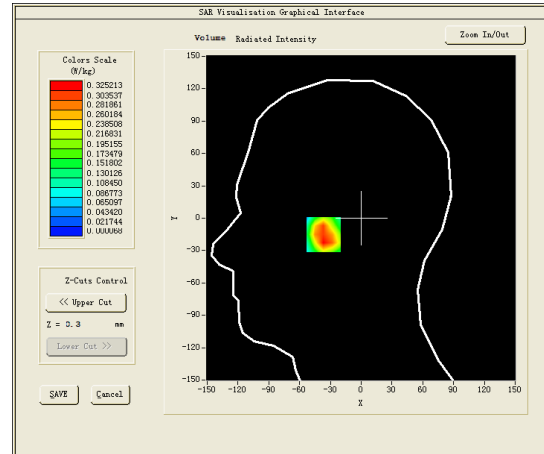 SAR Visualisation Graphical Interface
Volume Radiated Intensity
Zoom In/Out
Colors Scale
(W/kg)
0.325213
0.303537
0.281861
0.260184
0.238508
0.216831
0.195155
0.173479
0.151802
0.130126
0.108450
0.086773
0.065097
0.043420
0.021744
0.000068
Z-Cuts Control
<< Upper Cut
Z = 0.3 mm
Lower Cut >>
SAVE
Cancel
150
120
90
60
30
0
-30
-60
-90
-120
-150
Y
-150 -120 -90 -60 -30 0 30 60 90 120 150
X